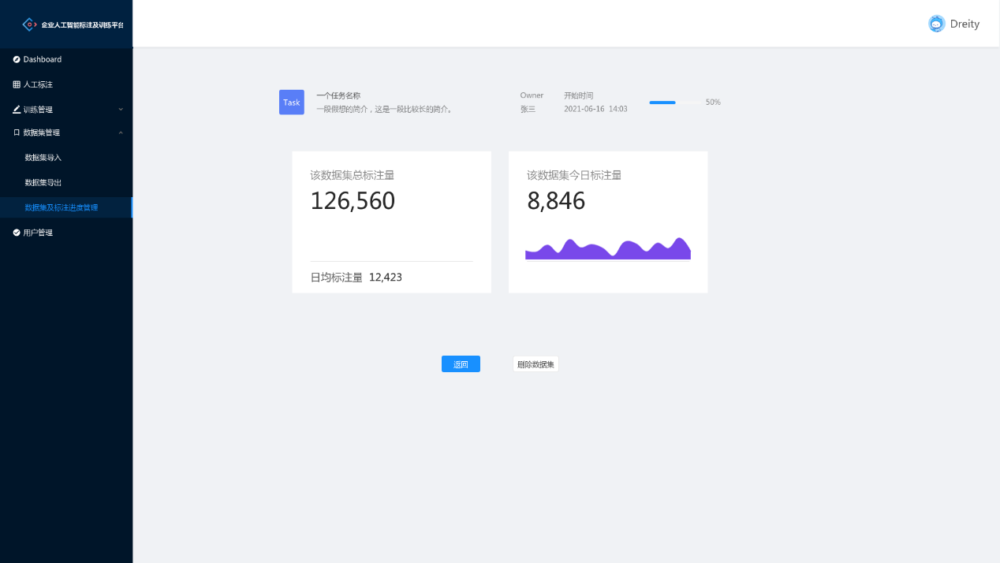 企业人工智能标注及训练平台
Dreity
Dashboard
人工标注
训练管理
数据集管理
数据集导入
数据集导出
数据集及标注进度管理
用户管理
Task
一个任务名称
一段假想的简介，这是一段比较长的简介。
Owner
张三
开始时间
2021-06-16 14:03
50%
该数据集总标注量
126,560
日均标注量 12,423
该数据集今日标注量
8,846
返回
删除数据集